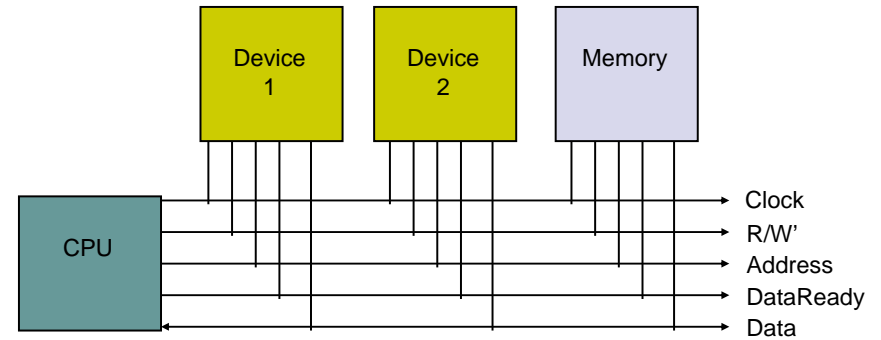 Device
1
Device
2
Memory
CPU
Clock
R/W’
Address
DataReady
Data